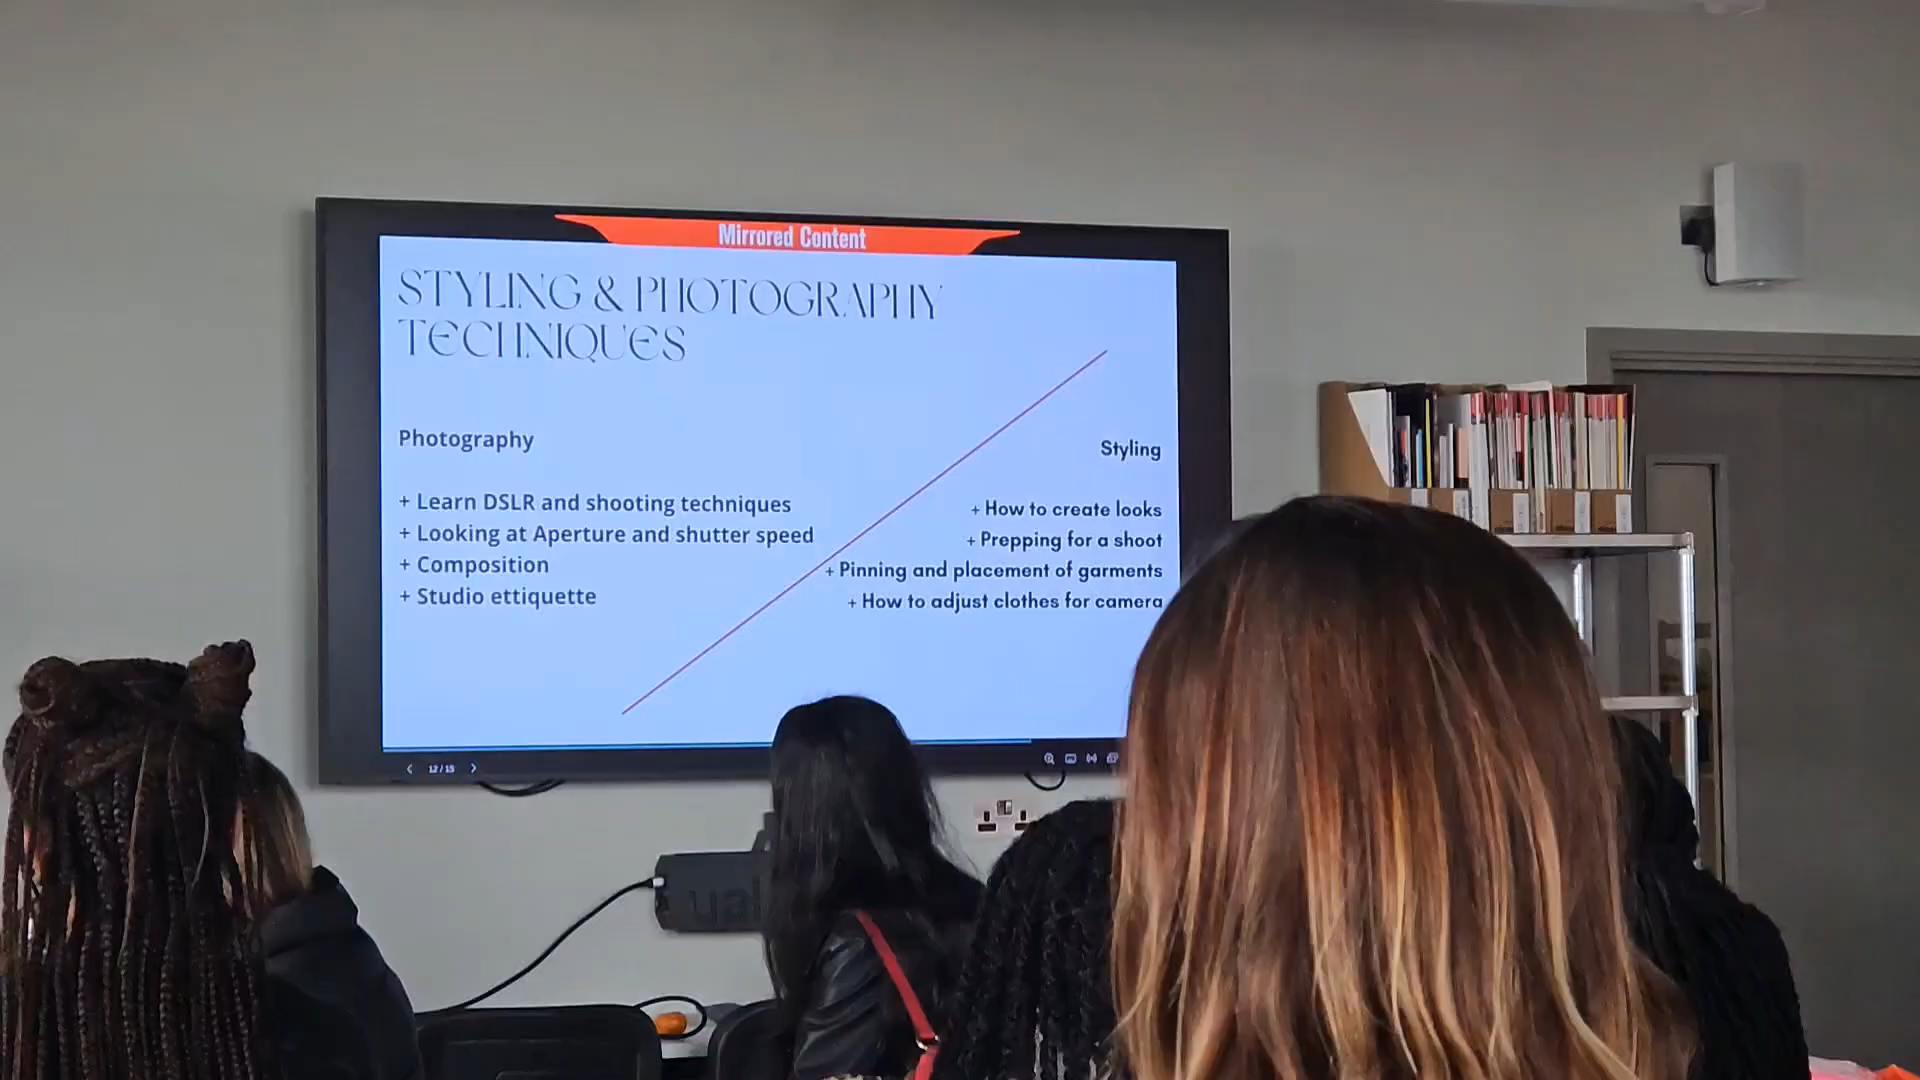 Mirrored Content
STYLING & PHOTOGRAPHY
TECHNIQUES
Photography
+ Learn DSLR and shooting techniques
+ Looking at Aperture and shutter speed
+ Composition
+ Studio ettiquette
Styling
+ How to create looks
+ Prepping for a shoot
+ Pinning and placement of garments
+ How to adjust clothes for camera
12 / 15